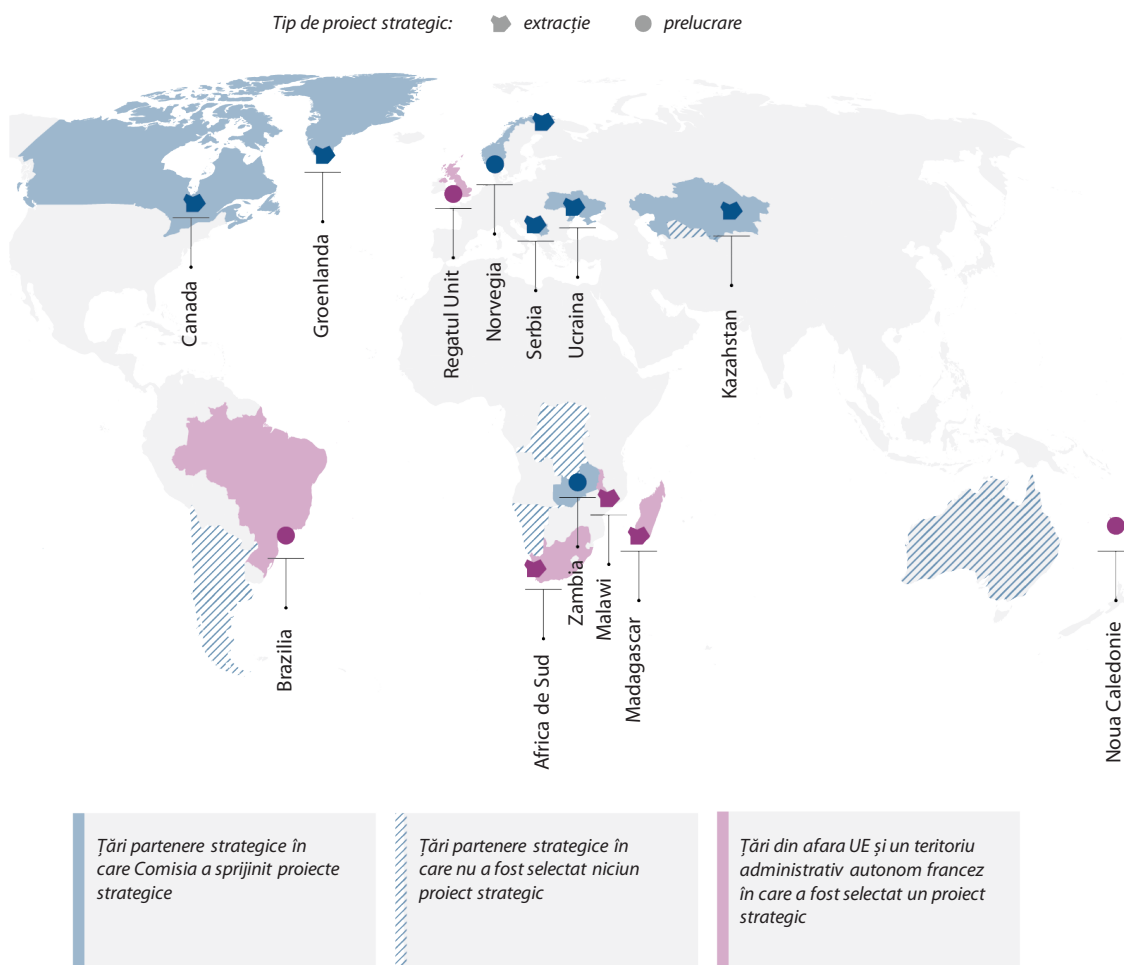 Tip de proiect strategic: extracție prelucrare
Canada
Groenlanda
Regatul Unit
Norvegia
Serbia
Ucraina
Kazahstan
Brazilia
Africa de Sud
Zambia
Malawi
Madagascar
Noua Caledonie
Țări partenere strategice în
care Comisia a sprijinit proiecte
strategice
Țări partenere strategice în
care nu a fost selectat niciun
proiect strategic
Țări din afara UE și un teritoriu
administrativ autonom francez
în care a fost selectat un proiect
strategic